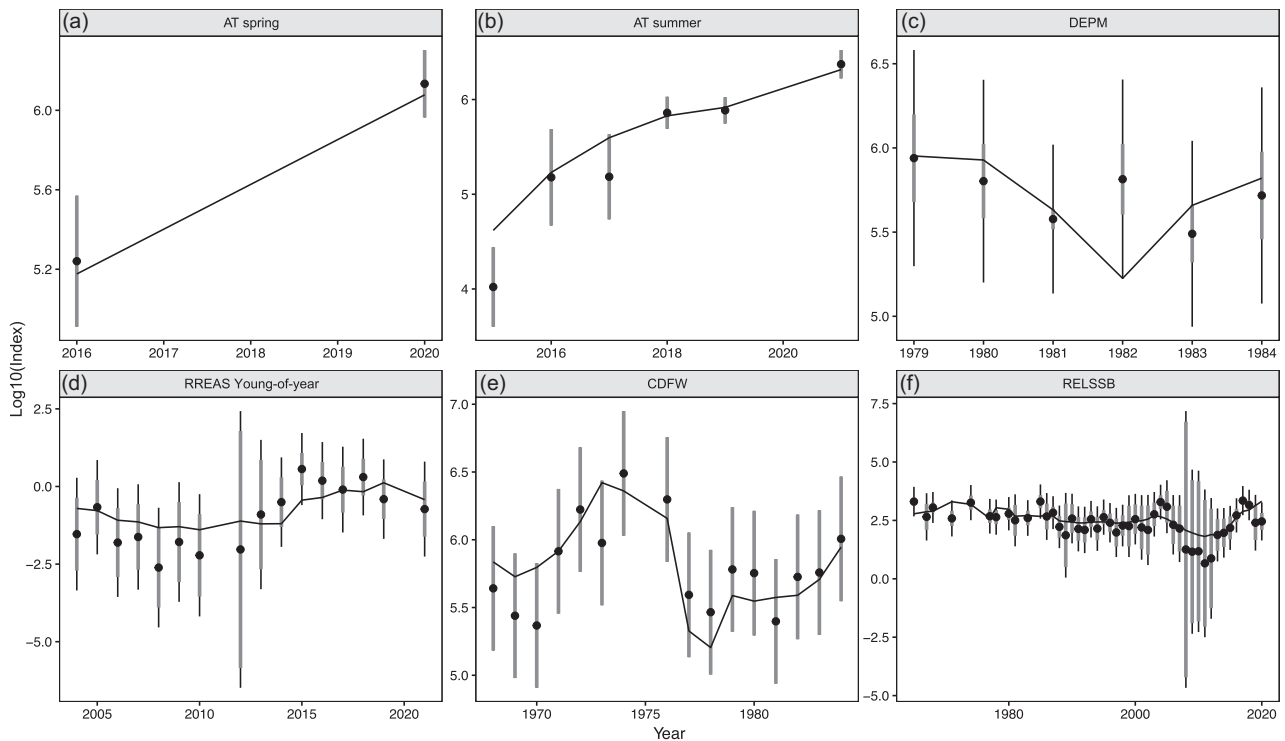 (a) AT spring
(b) AT summer
(c) DEPM
6.0
5.6
5.2
6
5
4
6.5
6.0
5.5
5.0
2016 2017 2018 2019 2020
2016 2018 2020
1979 1980 1981 1982 1983 1984
Log10(Index)
(d) RREAS Young-of-year
(e) CDFW
(f) RELSSB
2.5
0.0
−2.5
−5.0
7.0
6.5
6.0
5.5
5.0
7.5
5.0
2.5
0.0
−2.5
−5.0
2005 2010 2015 2020
1970 1975 1980
1980 2000 2020
Year